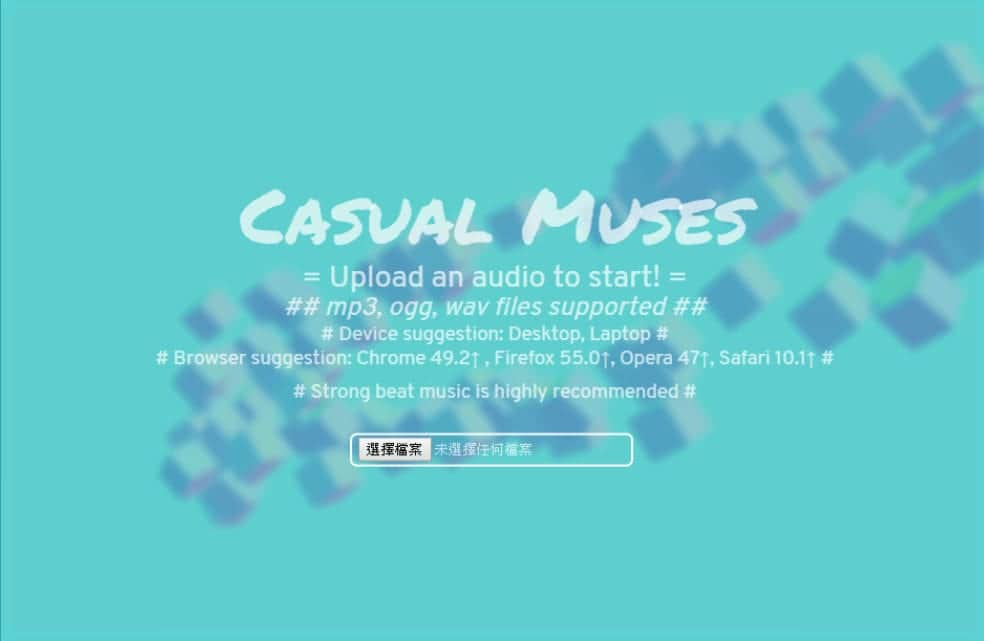 Casual Muses
= Upload an audio to start! =
## mp3, ogg, wav files supported ##
# Device suggestion: Desktop, Laptop #
# Browser suggestion: Chrome 49.2↑ , Firefox 55.0↑, Opera 47↑, Safari 10.1↑ #
# Strong beat music is highly recommended #
選擇檔案 未選擇任何檔案